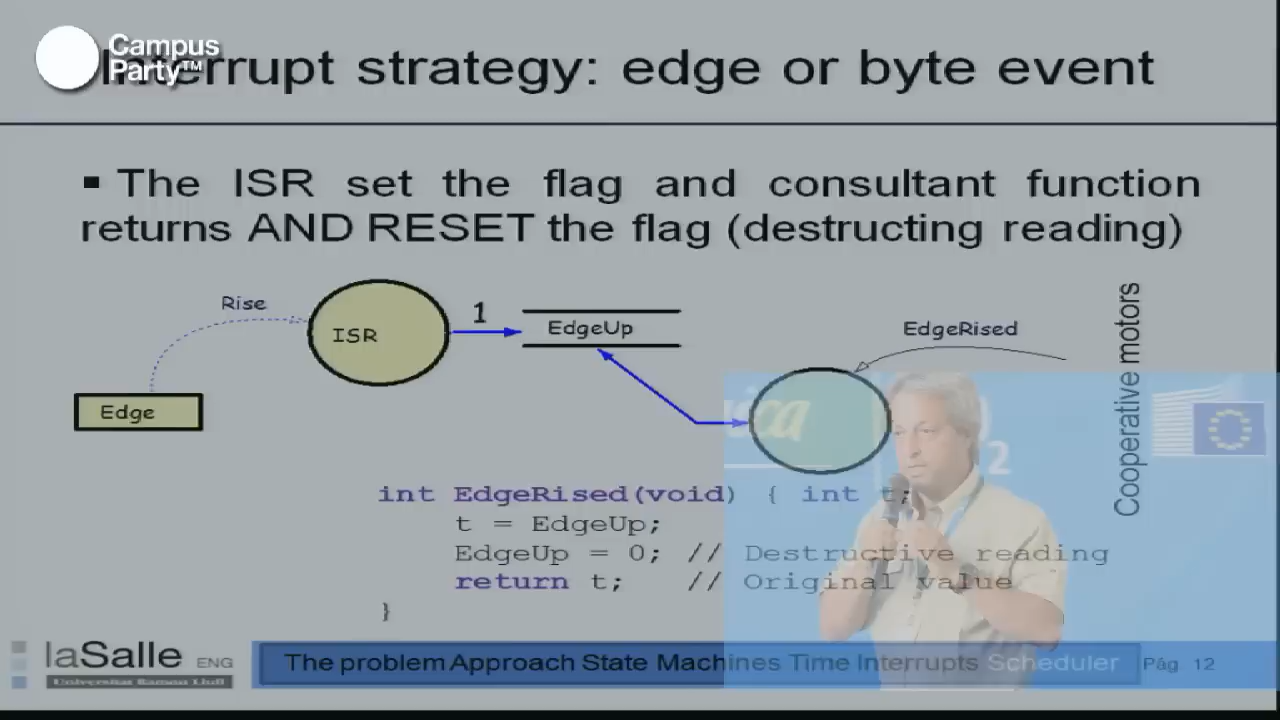 Campus
Party™
Interrupt strategy: edge or byte event
▪ The ISR set the flag and consultant function
returns AND RESET the flag (destructing reading)
Rise
ISR
1
EdgeUp
EdgeRised
Edge
Cooperative motors
2
int EdgeRised(void) { int t;
t = EdgeUp;
EdgeUp = 0; // Destructive reading
return t; // Original value
}
laSalle ENG
Universitat Ramon Llull
The problem Approach State Machines Time Interrupts Scheduler
Pág 12